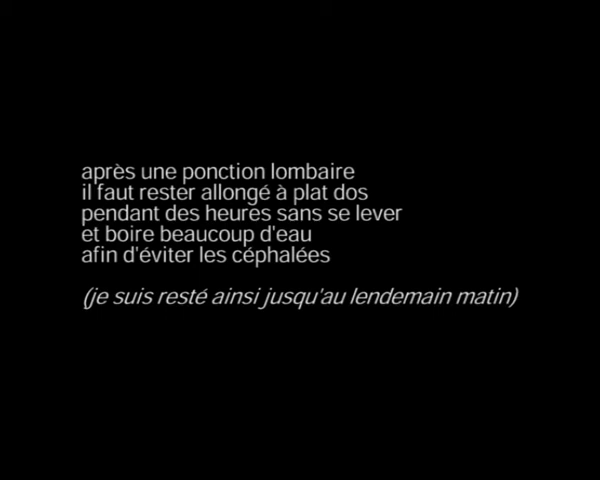 après une ponction lombaire
il faut rester allongé à plat dos
pendant des heures sans se lever
et boire beaucoup d'eau
afin d'éviter les céphalées
(je suis resté ainsi jusqu'au lendemain matin)